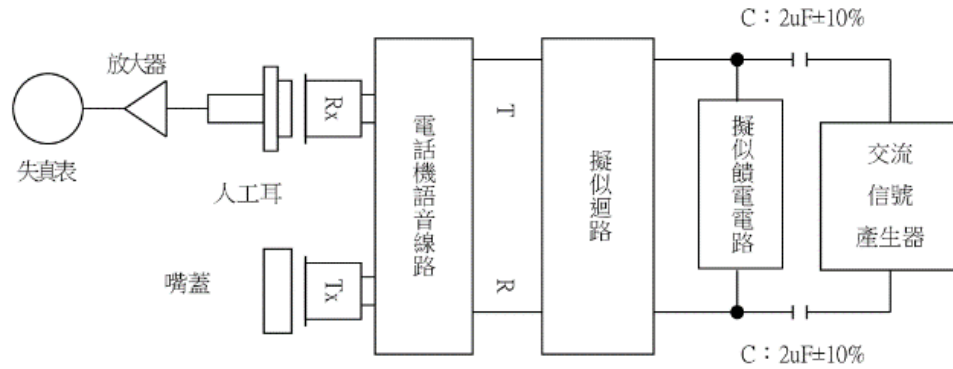 C：2uF±10%
放大器
失真表
人工耳
嘴蓋
Rx
Tx
電話機語音線路
T
R
擬似迴路
擬似饋電電路
交流
信號
產生器
C：2uF±10%